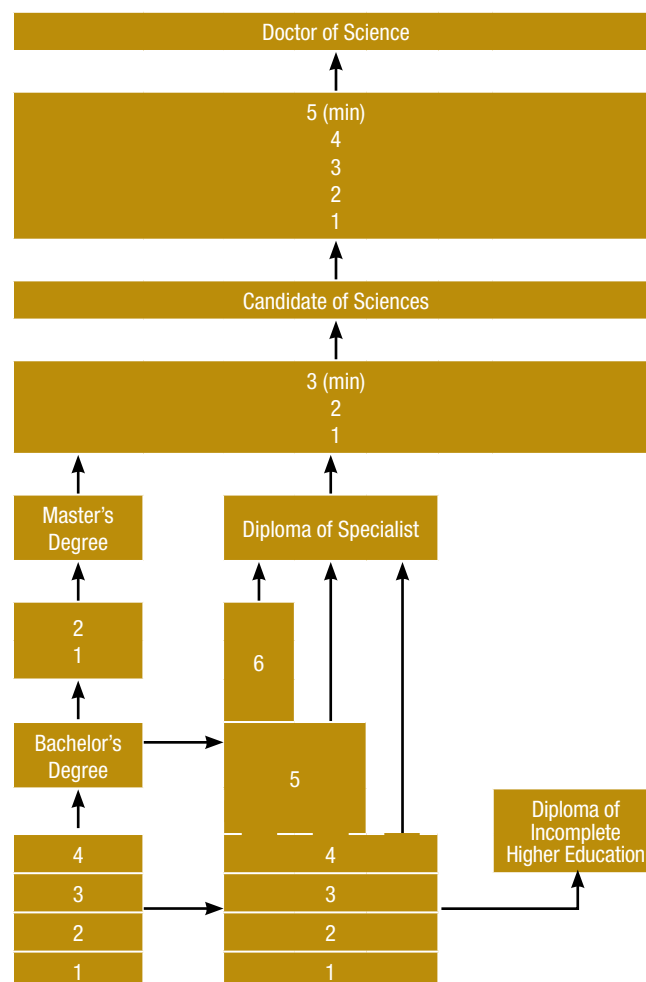 Doctor of Science
5 (min)
4
3
2
1
Candidate of Sciences
3 (min)
2
1
Master's
Degree
Diploma of Specialist
2
1
6
Bachelor's
Degree
5
Diploma of
Incomplete
Higher Education
4
3
2
1
4
3
2
1